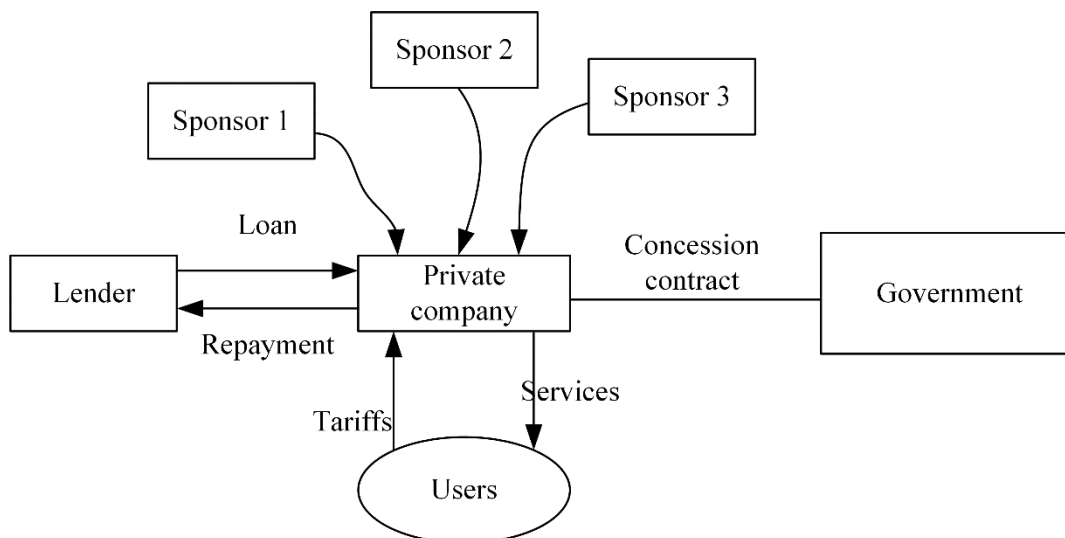 Sponsor 2
Sponsor 1
Sponsor 3
Loan
Concession
contract
Lender
Private
company
Government
Repayment
Tariffs
Services
Users